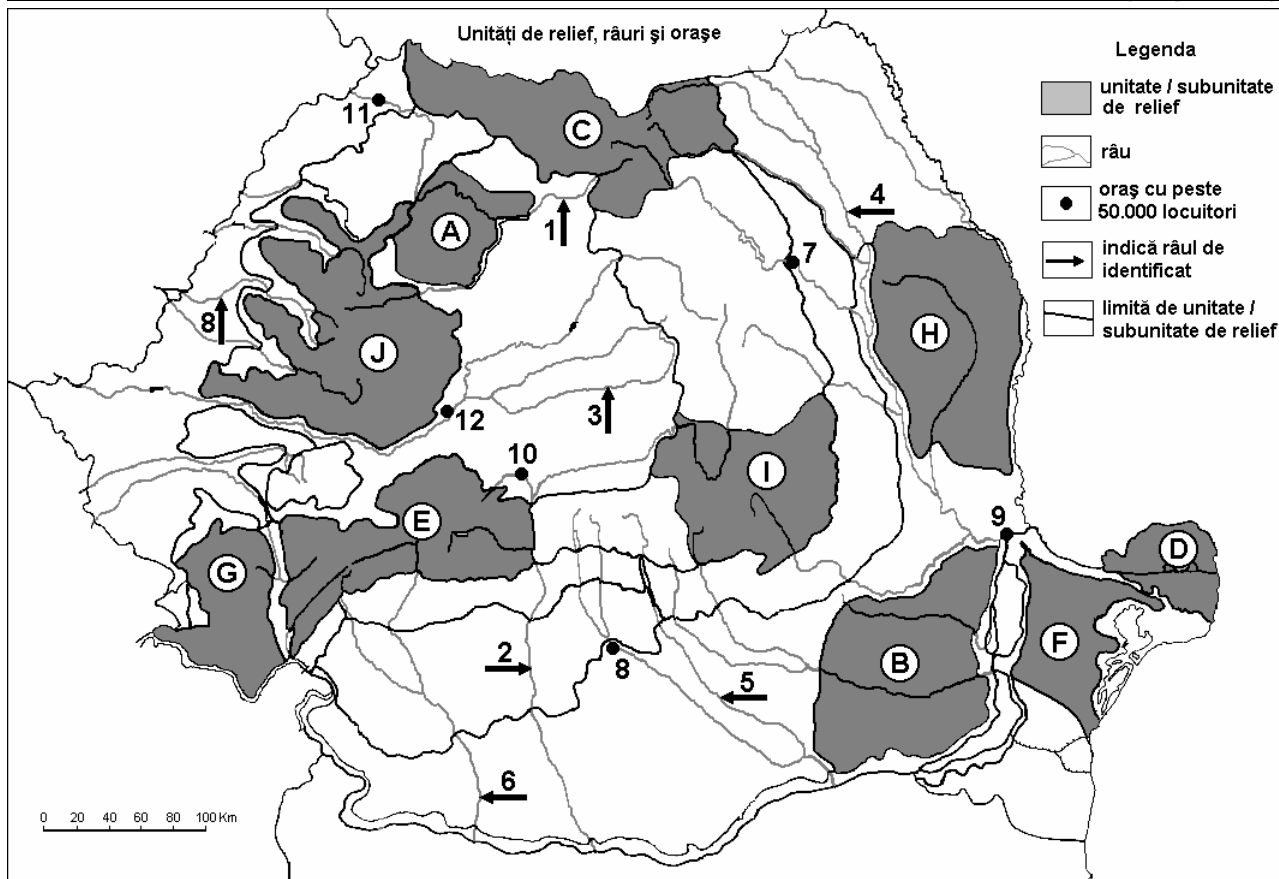 Unități de relief, râuri și orașe
Legenda
unitate / subunitate
de relief
râu
oraș cu peste
50.000 locuitori
indică râul de
identificat
limită de unitate /
subunitate de relief
11
C
4
A
1
7
8
J
H
12
3
10
I
E
9
D
G
F
B
2
8
5
6
0 20 40 60 80 100 Km